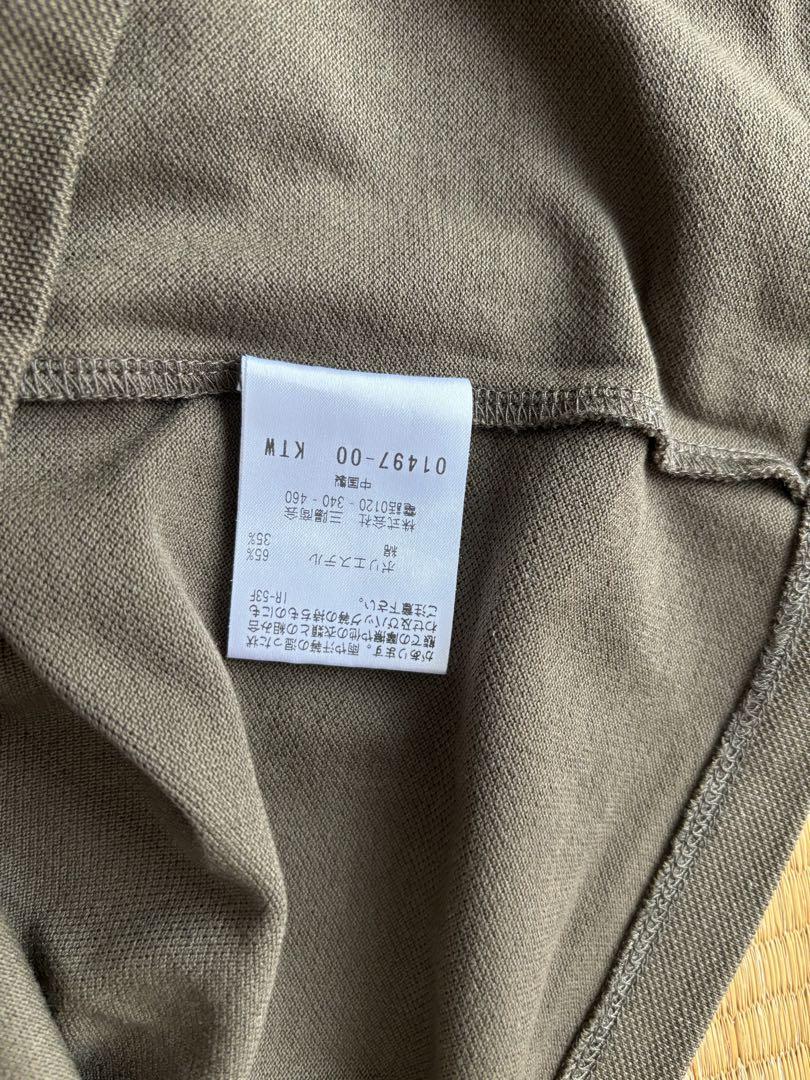 があります。雨や汗等の湿った状
態での摩擦や他の衣類との組み合
わせ及びバッグ等の持ちものにも
ご注意下さい。
1R-53F
ポリエステル 65%
綿 35%
株式会社 三陽商会
電話0120-340-460
中国製
01497-00 KTW